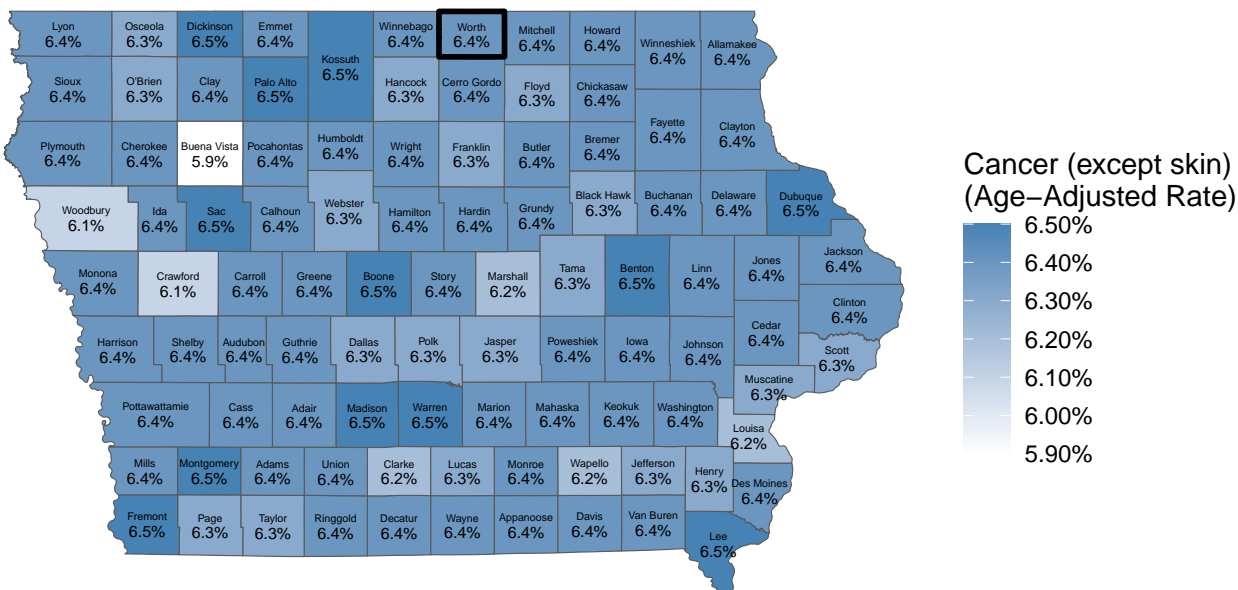 Lyon
6.4%
Osceola
6.3%
Dickinson
6.5%
Emmet
6.4%
Kossuth
6.5%
Winnebago
6.4%
Worth
6.4%
Mitchell
6.4%
Howard
6.4%
Winneshiek
6.4%
Allamakee
6.4%
Sioux
6.4%
O'Brien
6.3%
Clay
6.4%
Palo Alto
6.5%
Hancock
6.3%
Cerro Gordo
6.4%
Floyd
6.3%
Chickasaw
6.4%
Fayette
6.4%
Clayton
6.4%
Plymouth
6.4%
Cherokee
6.4%
Buena Vista
5.9%
Pocahontas
6.4%
Humboldt
6.4%
Wright
6.4%
Franklin
6.3%
Butler
6.4%
Bremer
6.4%
Woodbury
6.1%
Ida
6.4%
Sac
6.5%
Calhoun
6.4%
Webster
6.3%
Hamilton
6.4%
Hardin
6.4%
Grundy
6.4%
Black Hawk
6.3%
Buchanan
6.4%
Delaware
6.4%
Dubuque
6.5%
Monona
6.4%
Crawford
6.1%
Carroll
6.4%
Greene
6.4%
Boone
6.5%
Story
6.4%
Marshall
6.2%
Tama
6.3%
Benton
6.5%
Linn
6.4%
Jones
6.4%
Jackson
6.4%
Clinton
6.4%
Harrison
6.4%
Shelby
6.4%
Audubon
6.4%
Guthrie
6.4%
Dallas
6.3%
Polk
6.3%
Jasper
6.3%
Poweshiek
6.4%
Iowa
6.4%
Johnson
6.4%
Cedar
6.4%
Scott
6.3%
Muscatine
6.3%
Pottawattamie
6.4%
Cass
6.4%
Adair
6.4%
Madison
6.5%
Warren
6.5%
Marion
6.4%
Mahaska
6.4%
Keokuk
6.4%
Washington
6.4%
Louisa
6.2%
Mills
6.4%
Montgomery
6.5%
Adams
6.4%
Union
6.4%
Clarke
6.2%
Lucas
6.3%
Monroe
6.4%
Wapello
6.2%
Jefferson
6.3%
Henry
6.3%
Des Moines
6.4%
Fremont
6.5%
Page
6.3%
Taylor
6.3%
Ringgold
6.4%
Decatur
6.4%
Wayne
6.4%
Appanoose
6.4%
Davis
6.4%
Van Buren
6.4%
Lee
6.5%
Cancer (except skin)
(Age−Adjusted Rate)
6.50%
6.40%
6.30%
6.20%
6.10%
6.00%
5.90%